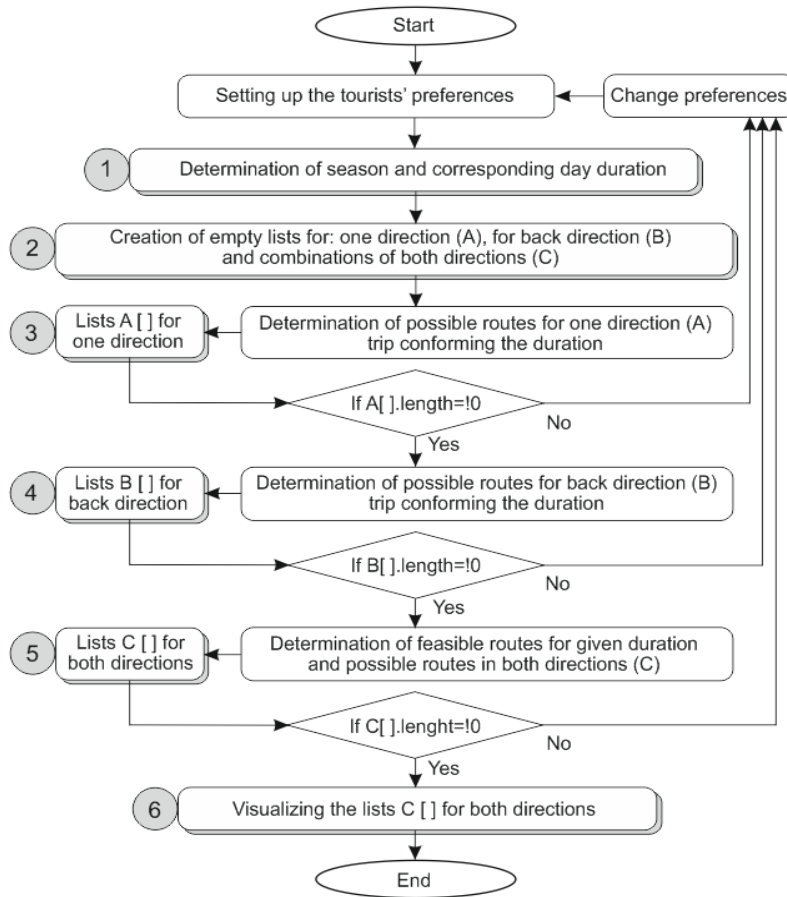 Start
Setting up the tourists' preferences
Change preferences
1
Determination of season and corresponding day duration
2
Creation of empty lists for: one direction (A), for back direction (B)
and combinations of both directions (C)
3
Lists A [ ] for
one direction
Determination of possible routes for one direction (A)
trip conforming the duration
If A[ ].length=!0
No
Yes
4
Lists B [ ] for
back direction
Determination of possible routes for back direction (B)
trip conforming the duration
If B[ ].length=!0
No
Yes
5
Lists C [ ] for
both directions
Determination of feasible routes for given duration
and possible routes in both directions (C)
If C[ ].lenght=!0
No
Yes
6
Visualizing the lists C [ ] for both directions
End